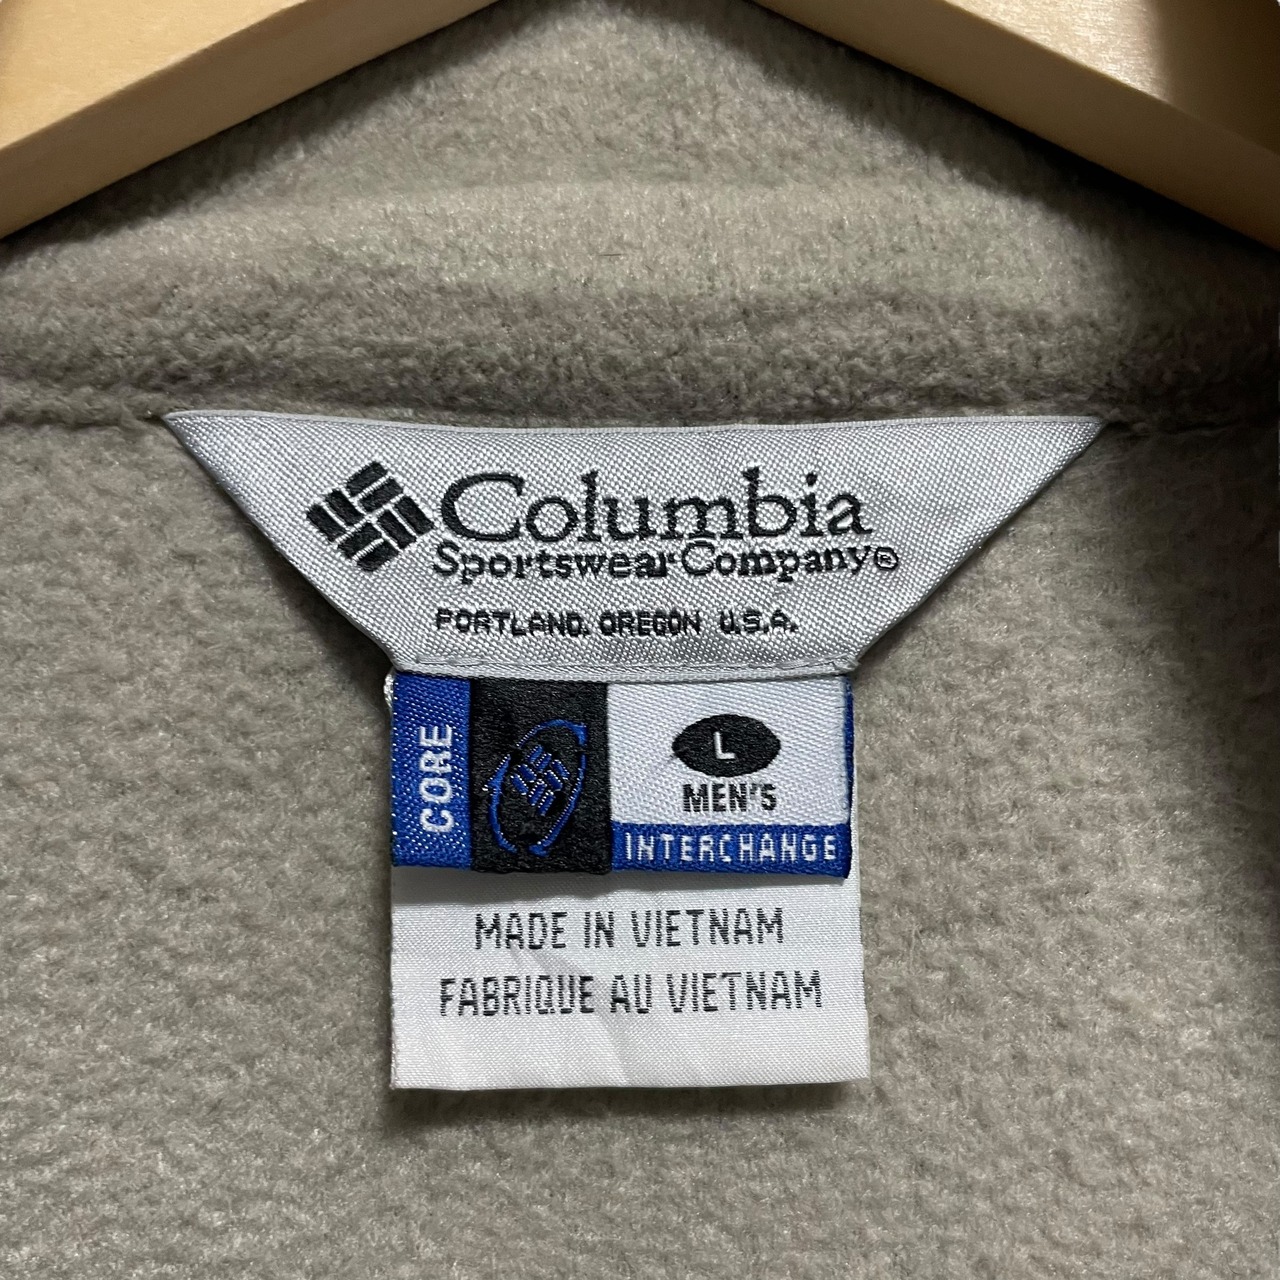 Columbia
Sportswear Company®
PORTLAND, OREGON U.S.A.
CORE
L
MEN'S
INTERCHANGE
MADE IN VIETNAM
FABRIQUE AU VIETNAM